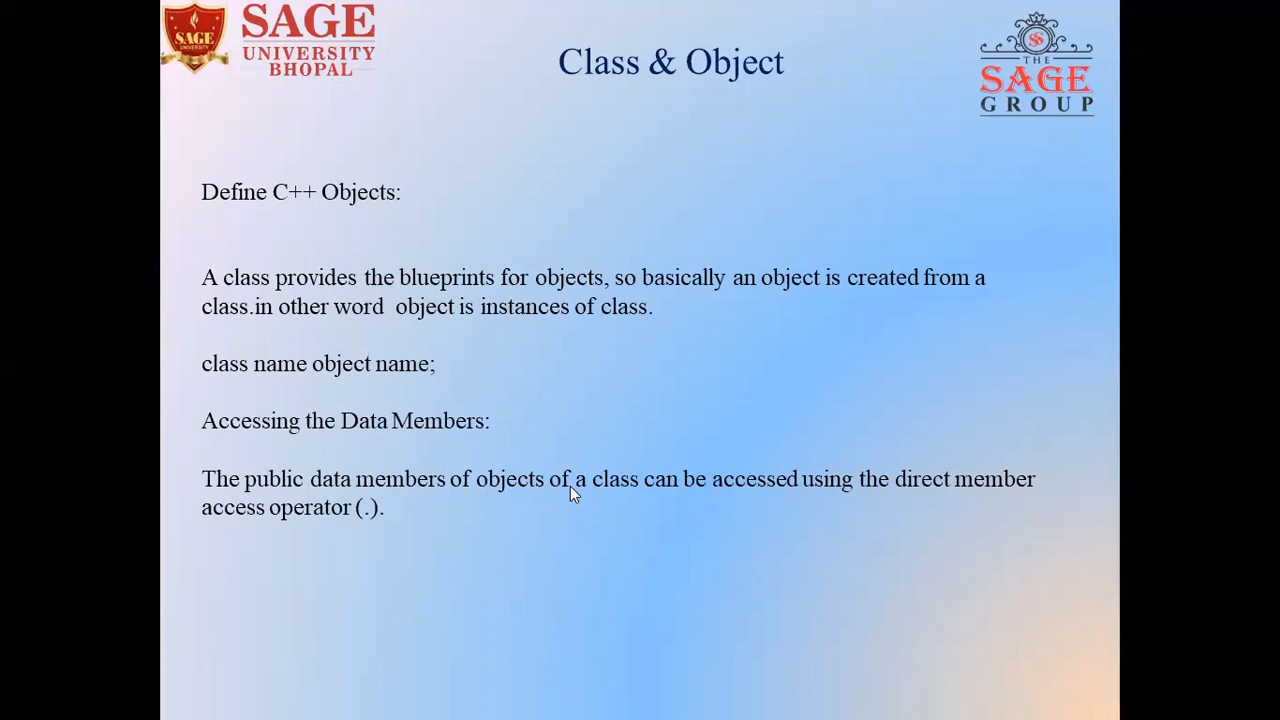 SAGE
UNIVERSITY
BHOPAL
SAGE
UNIVERSITY
Class & Object
THE
SAGE
GROUP
Define C++ Objects:
A class provides the blueprints for objects, so basically an object is created from a
class.in other word object is instances of class.
class name object name;
Accessing the Data Members:
The public data members of objects of a class can be accessed using the direct member
access operator (.).